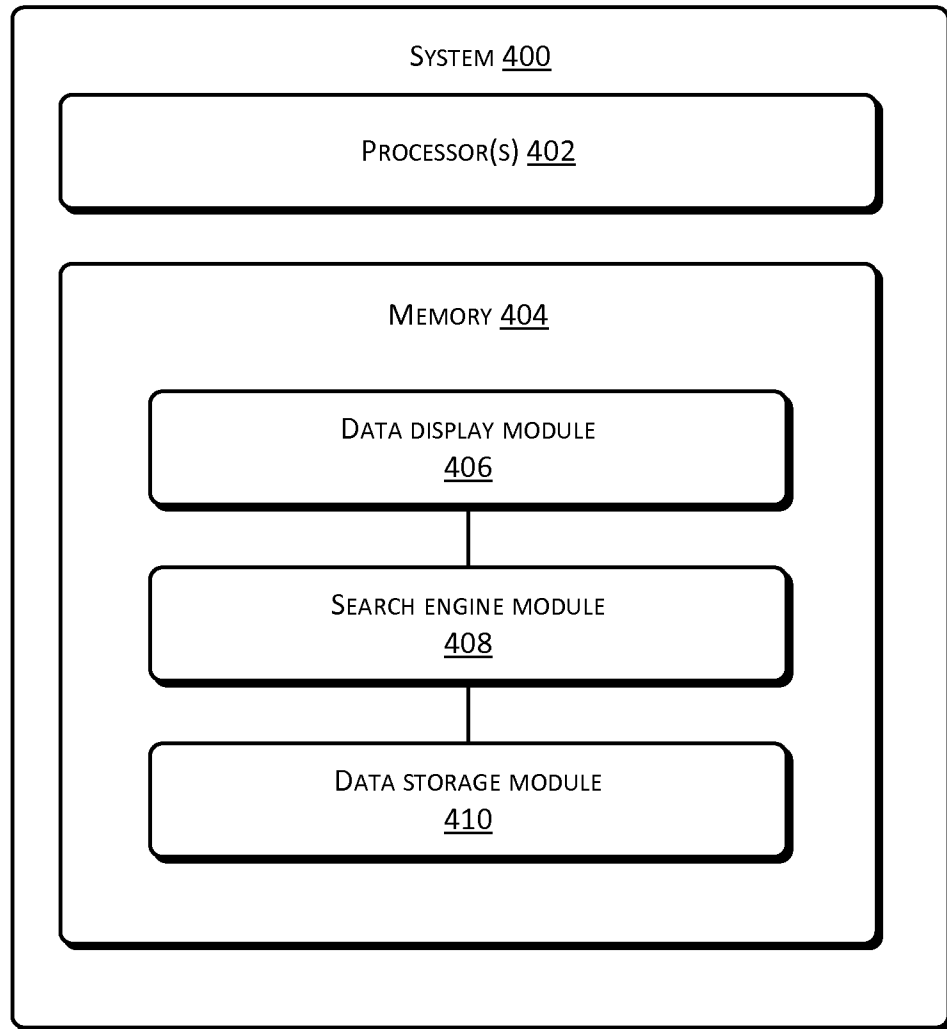 SYSTEM 400
PROCESSOR(S) 402
MEMORY 404
DATA DISPLAY MODULE
406
SEARCH ENGINE MODULE
408
DATA STORAGE MODULE
410